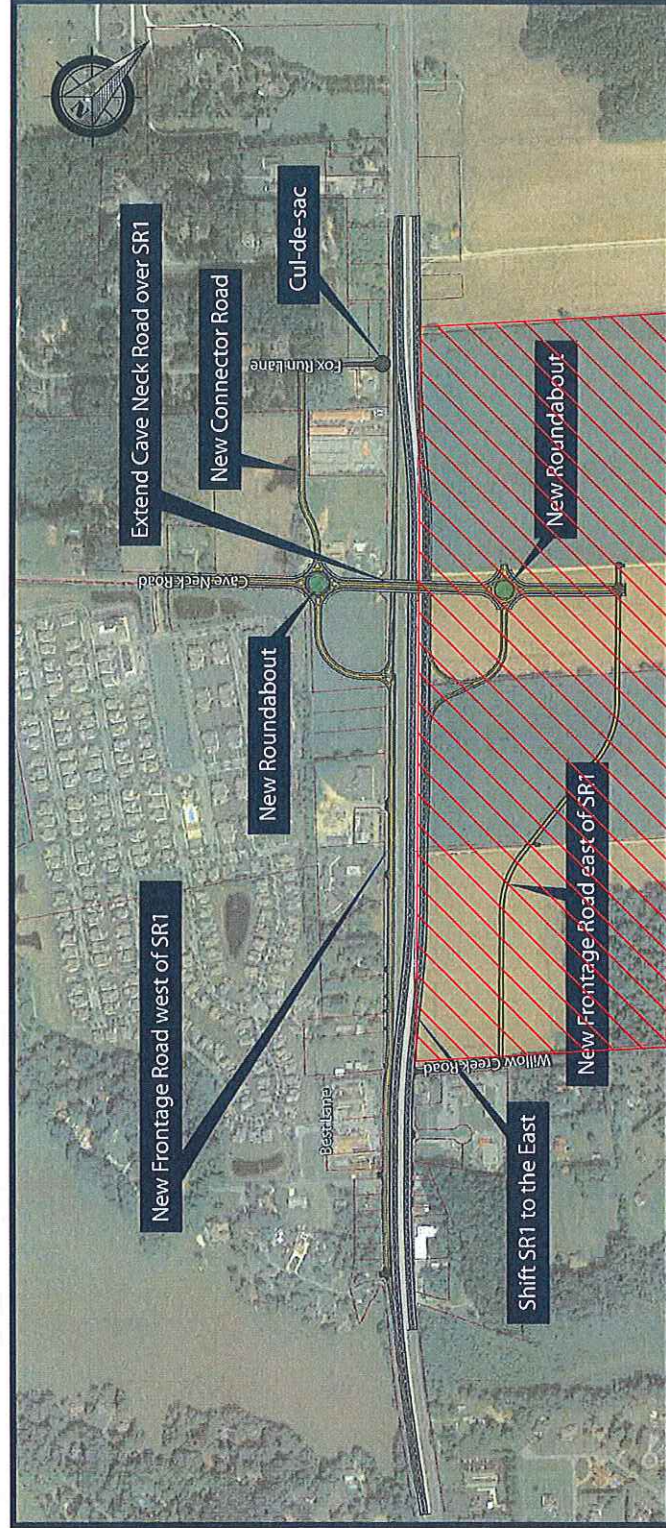 N
Extend Cave Neck Road over SR1
New Connector Road
Cul-de-sac
Fox Run Lane
Cave Neck Road
New Roundabout
New Roundabout
New Frontage Road west of SR1
Best Lane
Willow Creek Road
New Frontage Road east of SR1
Shift SR1 to the East